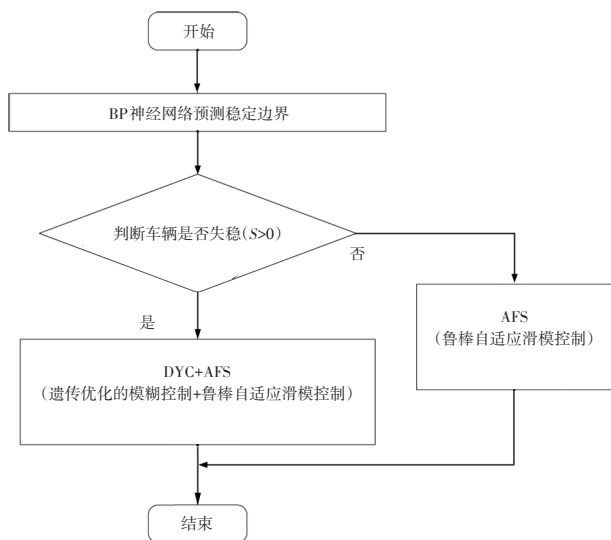 开始
BP神经网络预测稳定边界
判断车辆是否失稳(S>0)
否
是
AFS
(鲁棒自适应滑模控制)
DYC+AFS
(遗传优化的模糊控制+鲁棒自适应滑模控制)
结束